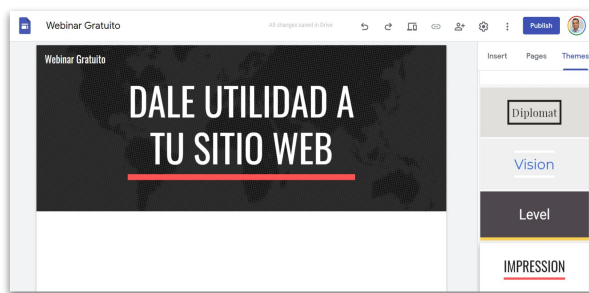 Webinar Gratuito
All changes saved in Drive
Publish
Insert Pages Themes
Webinar Gratuito
DALE UTILIDAD A
TU SITIO WEB
Diplomat
Vision
Level
IMPRESSION